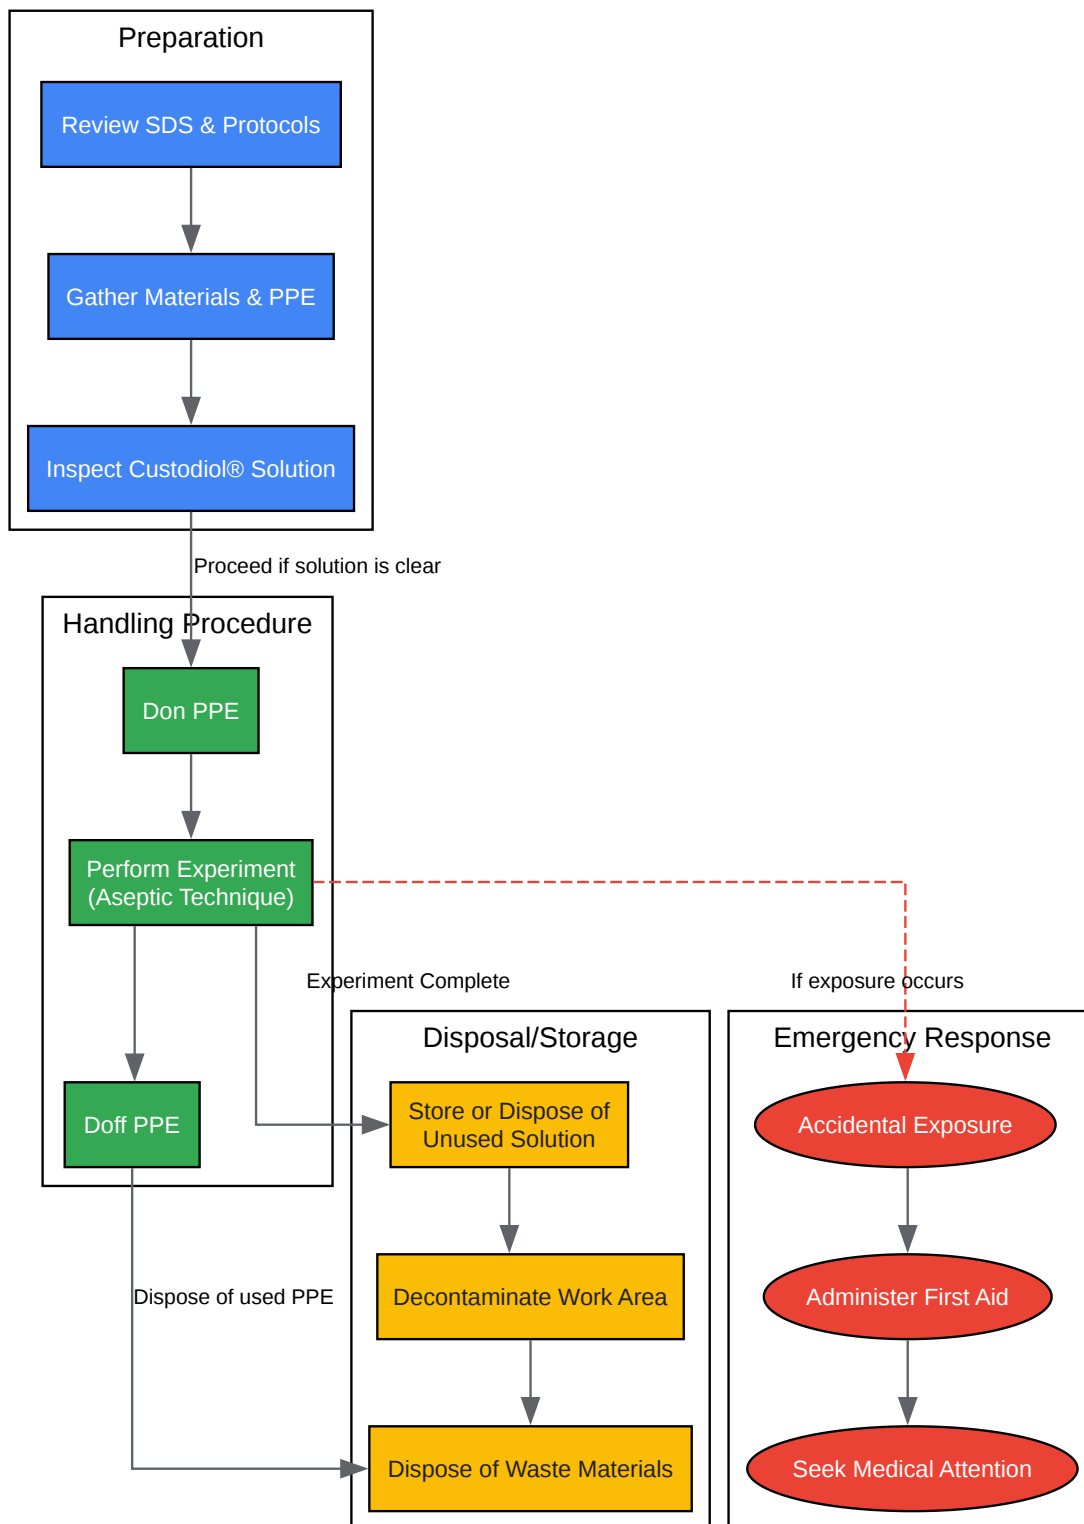 Preparation
Review SDS & Protocols
Gather Materials & PPE
Inspect Custodiol® Solution
Proceed if solution is clear
Handling Procedure
Don PPE
Perform Experiment
(Aseptic Technique)
Experiment Complete
If exposure occurs
Disposal/Storage
Emergency Response
Doff PPE
Store or Dispose of
Unused Solution
Accidental Exposure
Dispose of used PPE
Decontaminate Work Area
Administer First Aid
Dispose of Waste Materials
Seek Medical Attention